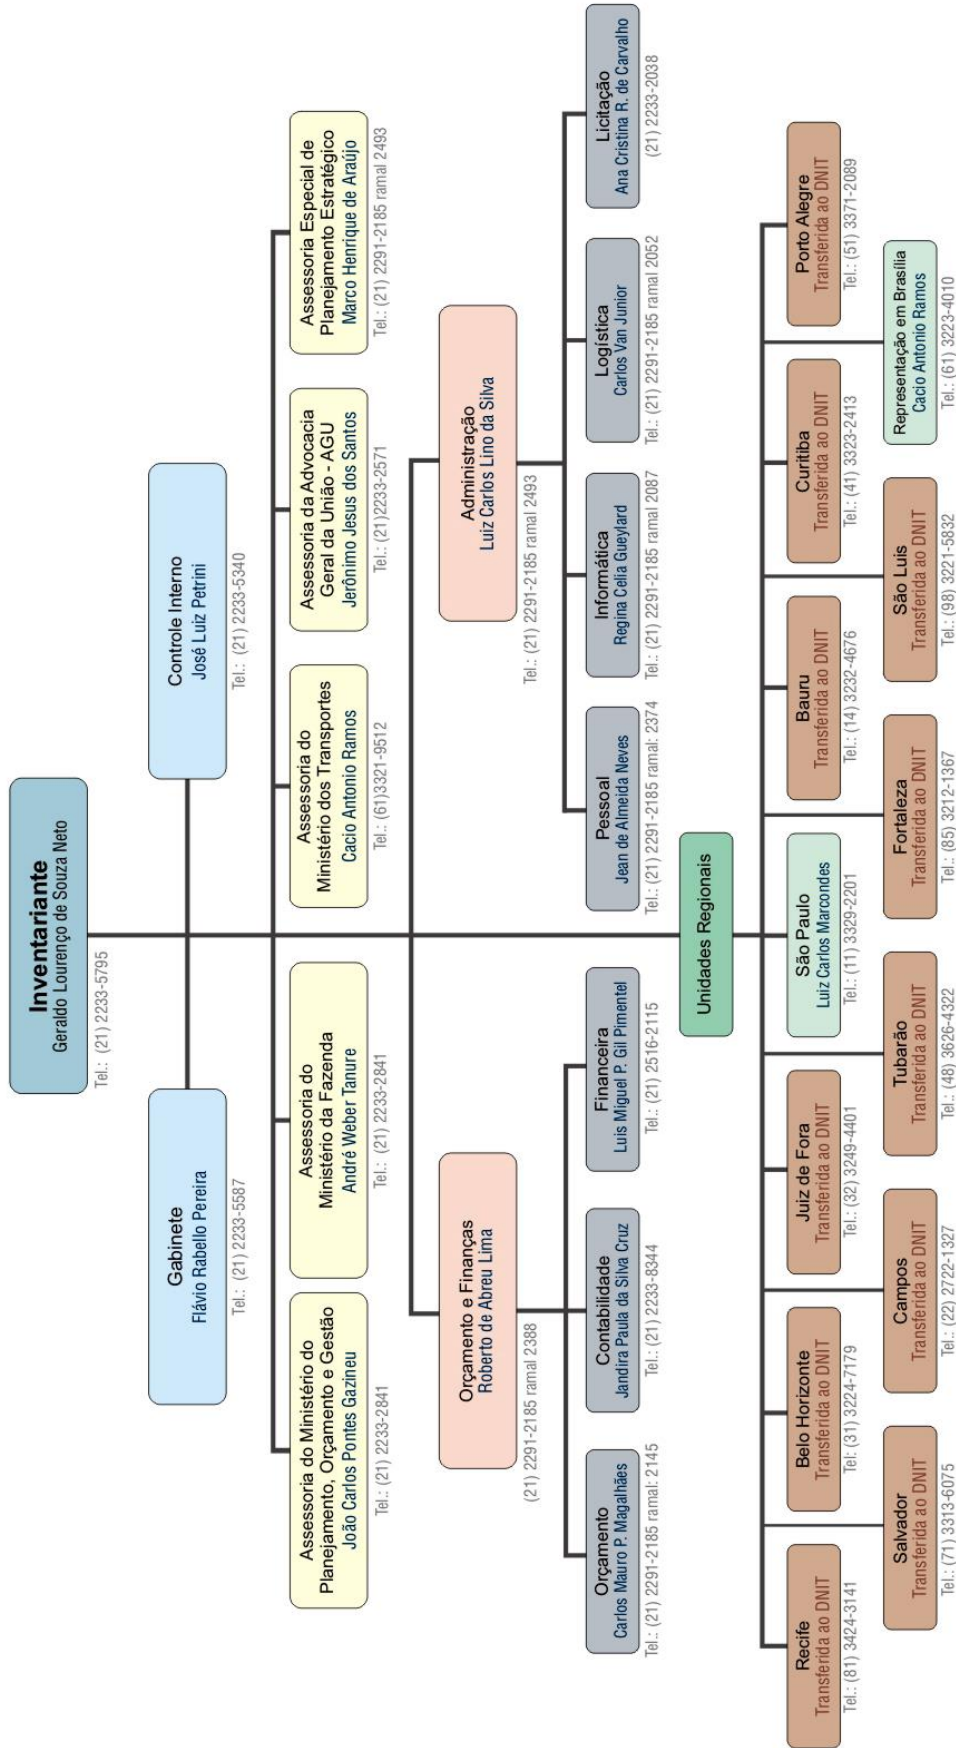 Inventariante
Geraldo Lourenço de Souza Neto
Tel.: (21) 2233-5795
Gabinete
Flávio Rabello Pereira
Tel.: (21) 2233-5587
Controle Interno
José Luiz Petrini
Tel.: (21) 2233-5340
Assessoria do Ministério do
Planejamento, Orçamento e Gestão
João Carlos Pontes Gazineu
Tel.: (21) 2233-2841
Assessoria do
Ministério da Fazenda
André Weber Tanure
Tel.: (21) 2233-2841
Assessoria do
Ministério dos Transportes
Cacio Antonio Ramos
Tel.: (61)3321-9512
Assessoria da Advocacia
Geral da União - AGU
Jerônimo Jesus dos Santos
Tel.: (21)2233-2571
Assessoria Especial de
Planejamento Estratégico
Marco Henrique de Araújo
Tel.: (21) 2291-2185 ramal 2493
Orçamento e Finanças
Roberto de Abreu Lima
(21) 2291-2185 ramal 2388
Administração
Luiz Carlos Lino da Silva
Tel.: (21) 2291-2185 ramal 2493
Orçamento
Carlos Mauro P. Magalhães
Tel.: (21) 2291-2185 ramal: 2145
Contabilidade
Jandira Paula da Silva Cruz
Tel.: (21) 2233-8344
Financeira
Luis Miguel P. Gil Pimentel
Tel.: (21) 2516-2115
Pessoal
Jean de Almeida Neves
Tel.: (21) 2291-2185 ramal: 2374
Informática
Regina Celia Gueylard
Tel.: (21) 2291-2185 ramal 2087
Logística
Carlos Van Junior
Tel.: (21) 2291-2185 ramal 2052
Licitação
Ana Cristina R. de Carvalho
(21) 2233-2038
Unidades Regionais
Recife
Transferida ao DNIT
Tel.: (81) 3424-3141
Belo Horizonte
Transferida ao DNIT
Tel: (31) 3224-7179
Juiz de Fora
Transferida ao DNIT
Tel.: (32) 3249-4401
São Paulo
Luiz Carlos Marcondes
Tel.: (11) 3329-2201
Bauru
Transferida ao DNIT
Tel.: (14) 3232-4676
Curitiba
Transferida ao DNIT
Tel.: (41) 3323-2413
Porto Alegre
Transferida ao DNIT
Tel.: (51) 3371-2089
Salvador
Transferida ao DNIT
Tel.: (71) 3313-6075
Campos
Transferida ao DNIT
Tel.: (22) 2722-1327
Tubarão
Transferida ao DNIT
Tel.: (48) 3626-4322
Fortaleza
Transferida ao DNIT
Tel.: (85) 3212-1367
São Luis
Transferida ao DNIT
Tel.: (98) 3221-5832
Representação em Brasília
Cacio Antonio Ramos
Tel.: (61) 3223-4010